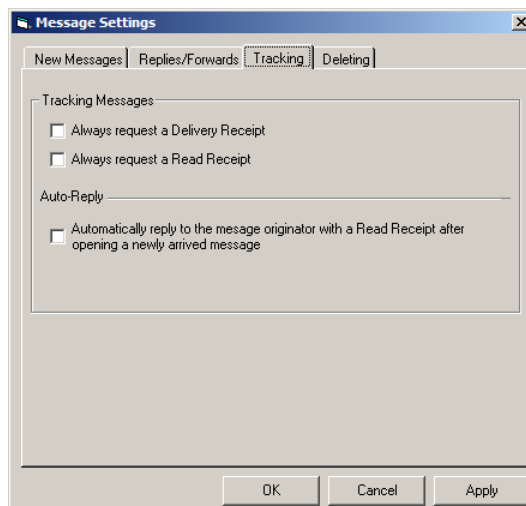 Message Settings
New Messages
Replies/Forwards
Tracking
Deleting
Tracking Messages
Always request a Delivery Receipt
Always request a Read Receipt
Auto-Reply
Automatically reply to the mesage originator with a Read Receipt after
opening a newly arrived message
OK
Cancel
Apply